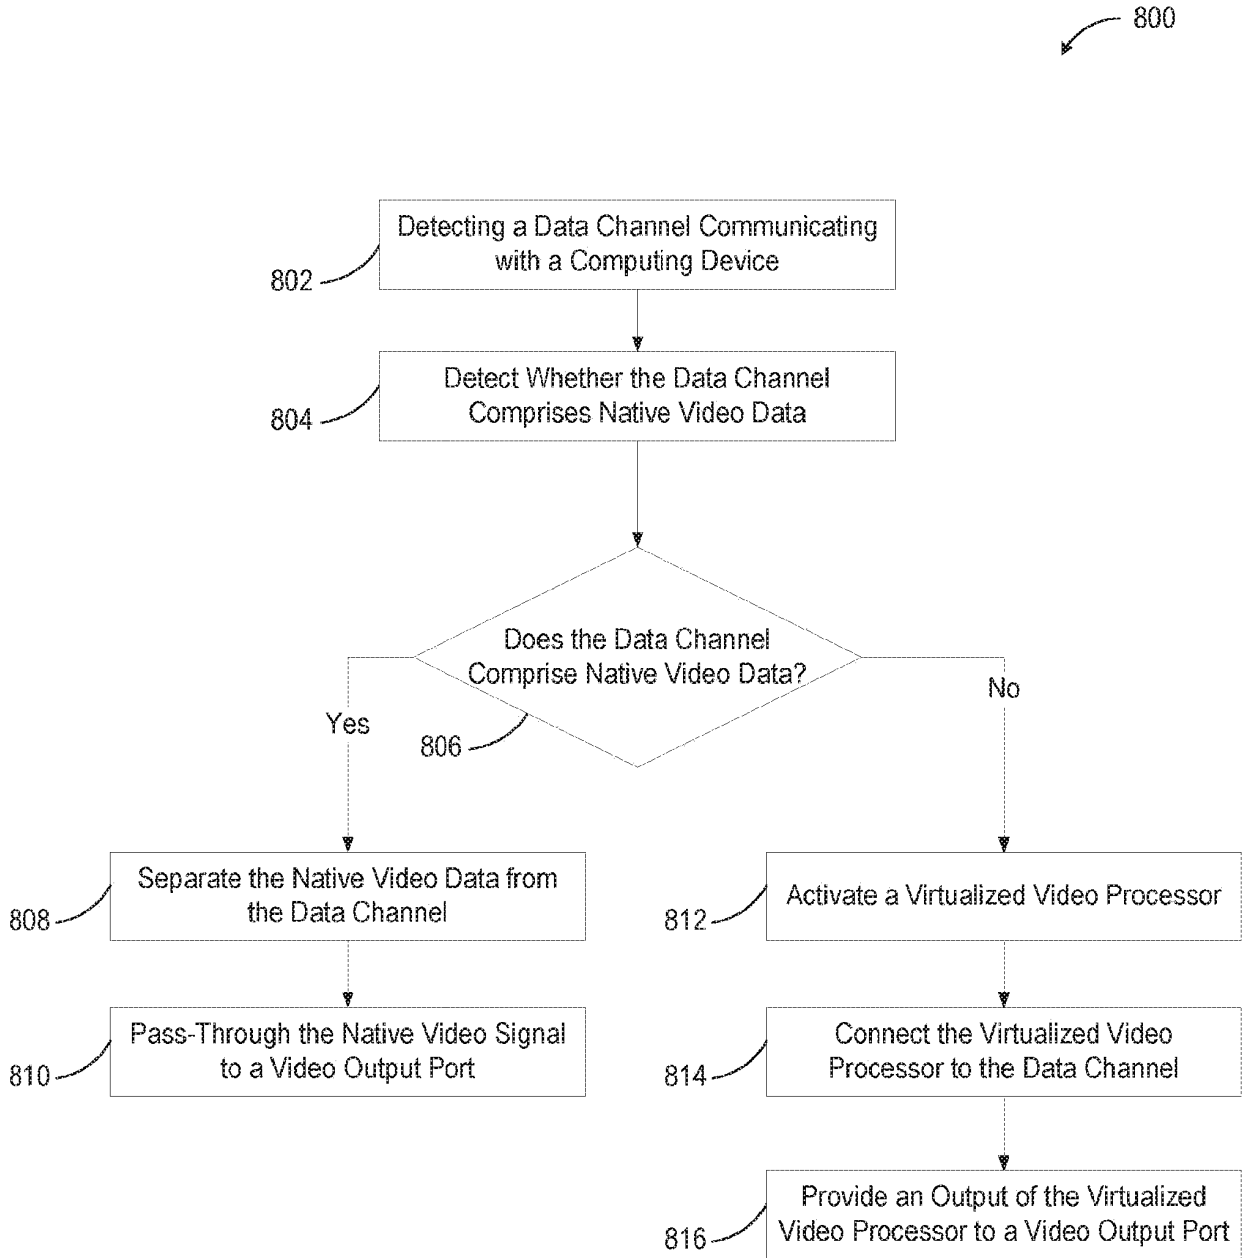 800
Detecting a Data Channel Communicating
with a Computing Device
802
Detect Whether the Data Channel
Comprises Native Video Data
804
Does the Data Channel
Comprise Native Video Data?
806
Yes
No
Separate the Native Video Data from
the Data Channel
808
Activate a Virtualized Video Processor
812
Pass-Through the Native Video Signal
to a Video Output Port
810
Connect the Virtualized Video
Processor to the Data Channel
814
Provide an Output of the Virtualized
Video Processor to a Video Output Port
816